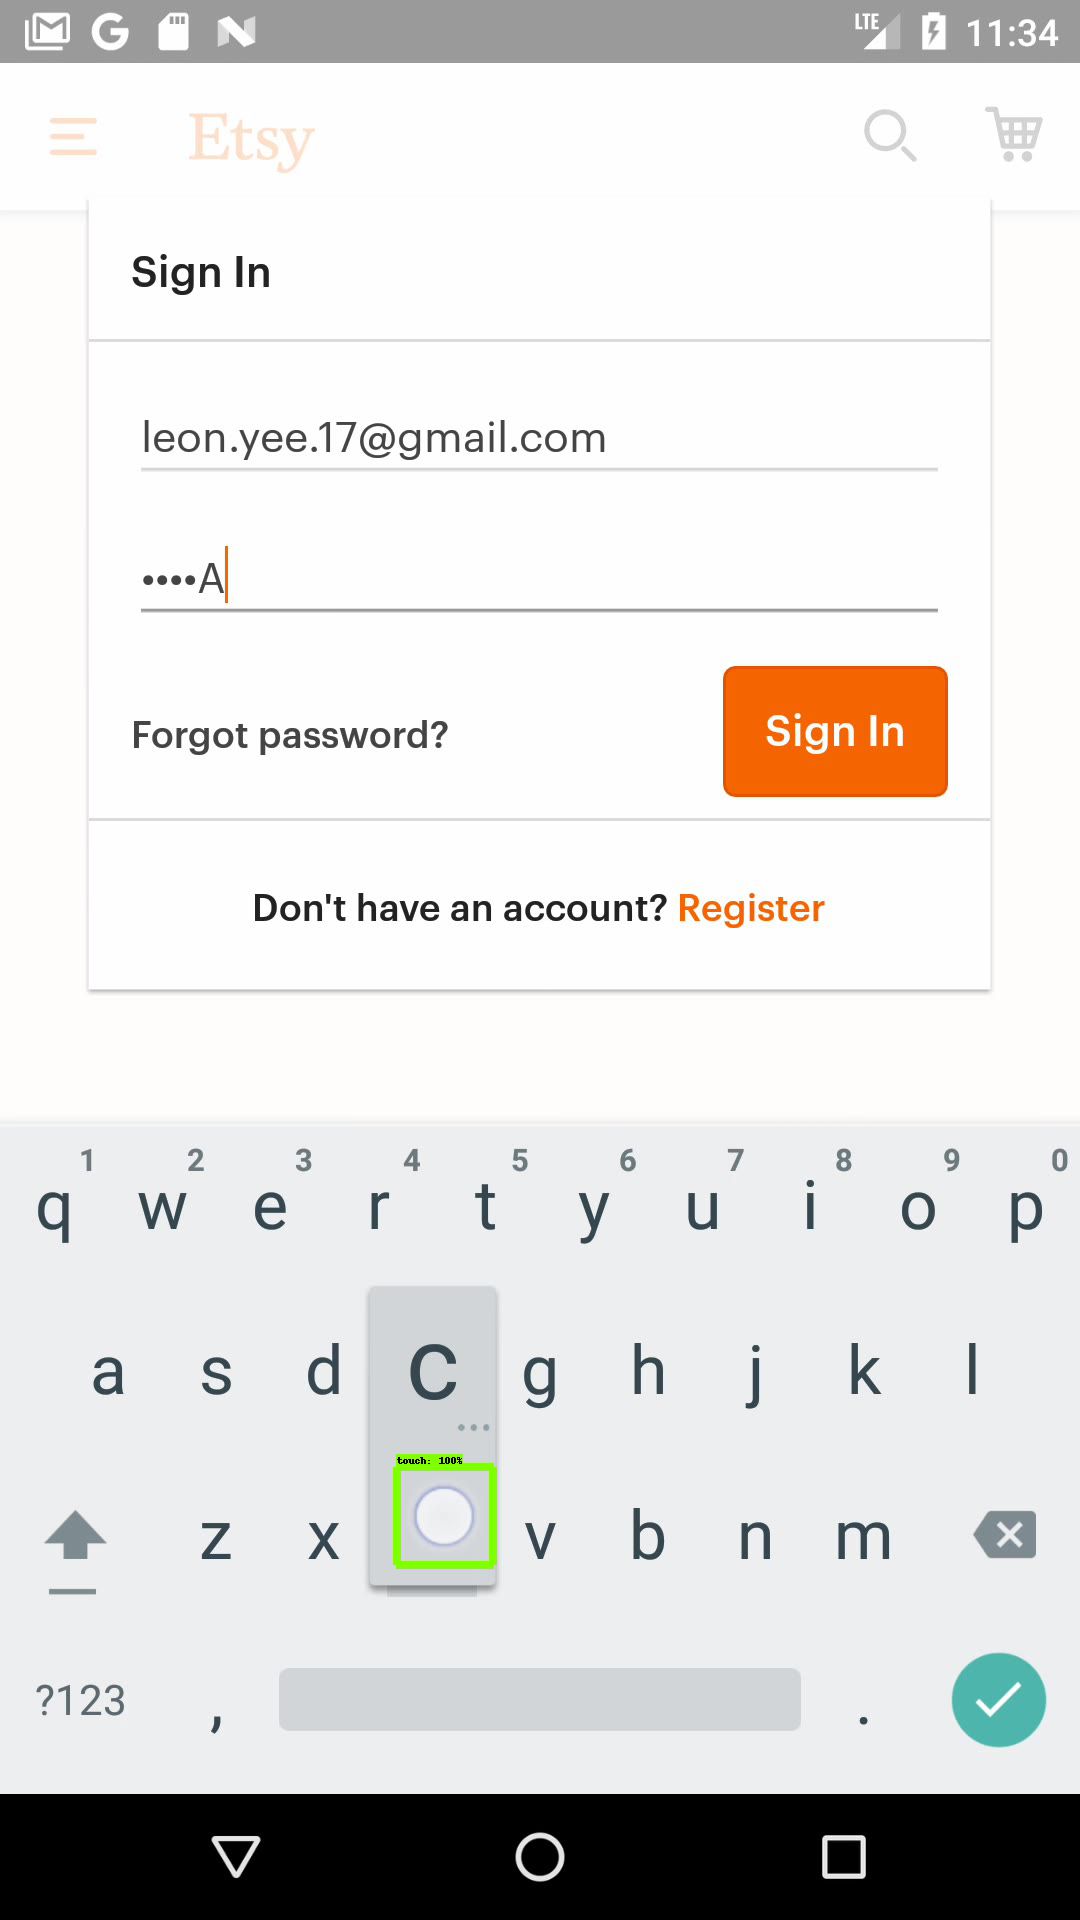 LTE 11:34
Etsy
Sign In
leon.yee.17@gmail.com
••••A
Forgot password? Sign In
Don't have an account? Register
1 2 3 4 5 6 7 8 9 0
q w e r t y u i o p
a s d c g h j k l
...
touch: 100%
z x v b n m
?123 , .